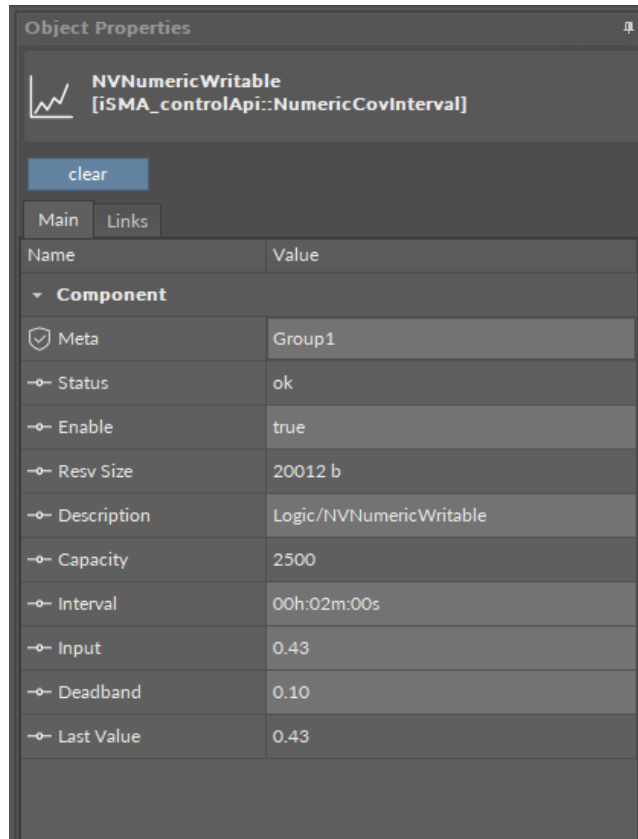 Object Properties
NVNumericWritable
[iSMA_controlApi::NumericCovInterval]
clear
Main Links
Name Value
Component
Meta Group1
Status ok
Enable true
Resv Size 20012 b
Description Logic/NVNumericWritable
Capacity 2500
Interval 00h:02m:00s
Input 0.43
Deadband 0.10
Last Value 0.43